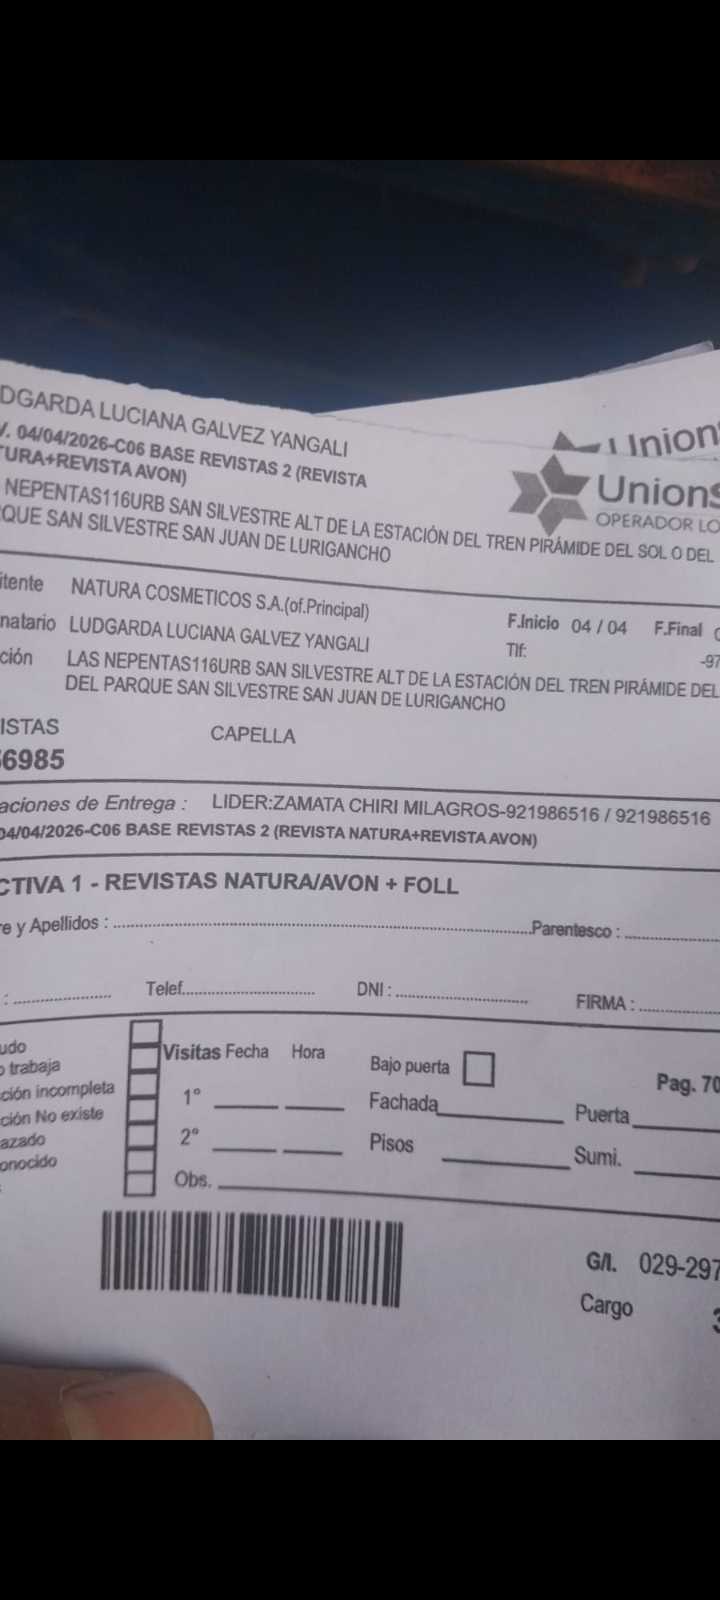 DGARDA LUCIANA GALVEZ YANGALI
V. 04/04/2026-C06 BASE REVISTAS 2 (REVISTA
TURA+REVISTA AVON)
NEPENTAS116URB SAN SILVESTRE ALT DE LA ESTACIÓN DEL TREN PIRÁMIDE DEL SOL O DEL
QUE SAN SILVESTRE SAN JUAN DE LURIGANCHO
Union
UnionS
OPERADOR LO
itente NATURA COSMETICOS S.A.(of.Principal)
F.Inicio 04 / 04 F.Final
natario LUDGARDA LUCIANA GALVEZ YANGALI
Tlf: -97
ción LAS NEPENTAS116URB SAN SILVESTRE ALT DE LA ESTACIÓN DEL TREN PIRÁMIDE DEL
DEL PARQUE SAN SILVESTRE SAN JUAN DE LURIGANCHO
ISTAS CAPELLA
6985
aciones de Entrega : LIDER:ZAMATA CHIRI MILAGROS-921986516 / 921986516
04/04/2026-C06 BASE REVISTAS 2 (REVISTA NATURA+REVISTA AVON)
CTIVA 1 - REVISTAS NATURA/AVON + FOLL
re y Apellidos : Parentesco :
: Telef. DNI : FIRMA :
udo
o trabaja
ción incompleta
ción No existe
azado
onocido
Visitas Fecha Hora
1°
2°
Obs.
Bajo puerta
Fachada
Pisos
Pag. 70
Puerta
Sumi.
G/I. 029-297
Cargo 3